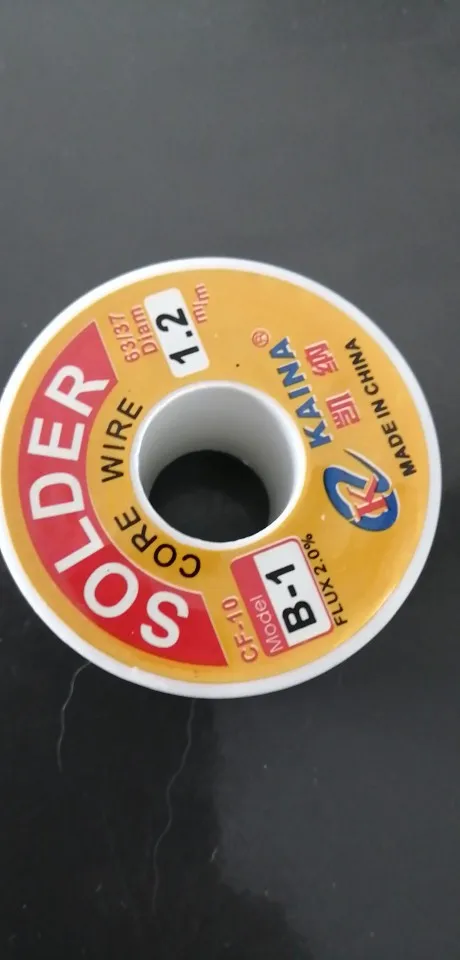 SOLDER
CORE WIRE
63/37
Diam
1.2
m/m
KAINA®
凯纳
MADE IN CHINA
K
CF-10
Model
B-1
FLUX 2.0%